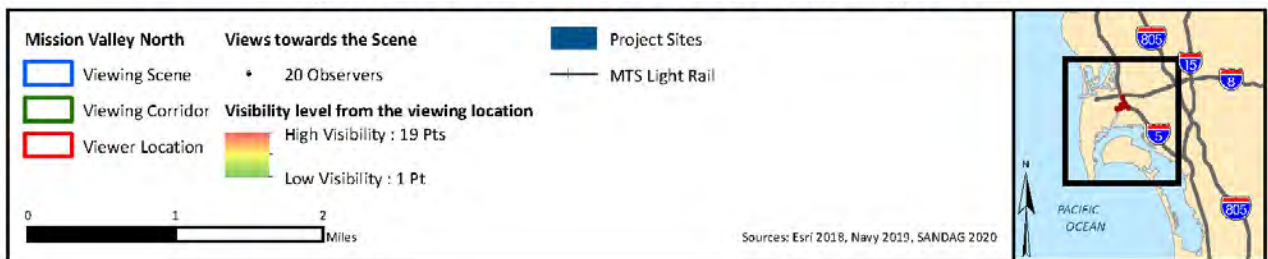 Mission Valley North
Viewing Scene
Viewing Corridor
Viewer Location
Views towards the Scene
20 Observers
Visibility level from the viewing location
High Visibility : 19 Pts
Low Visibility : 1 Pt
Project Sites
MTS Light Rail
0 1 2
Miles
Sources: Esri 2018, Navy 2019, SANDAG 2020
805
15
8
5
N
PACIFIC
OCEAN
805